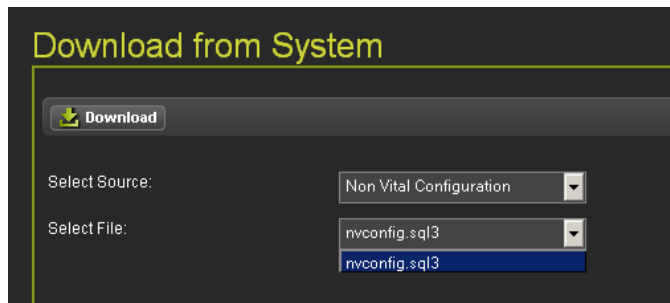 Download from System
Download
Select Source:
Non Vital Configuration
Select File:
nvconfig.sql3
nvconfig.sql3